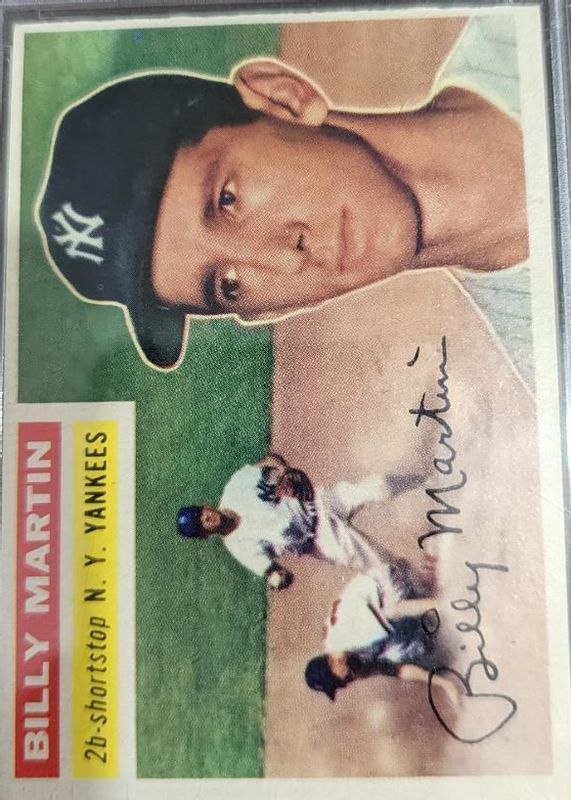 BILLY MARTIN
2b-shortstop N. Y. YANKEES
NY
Billy Martin